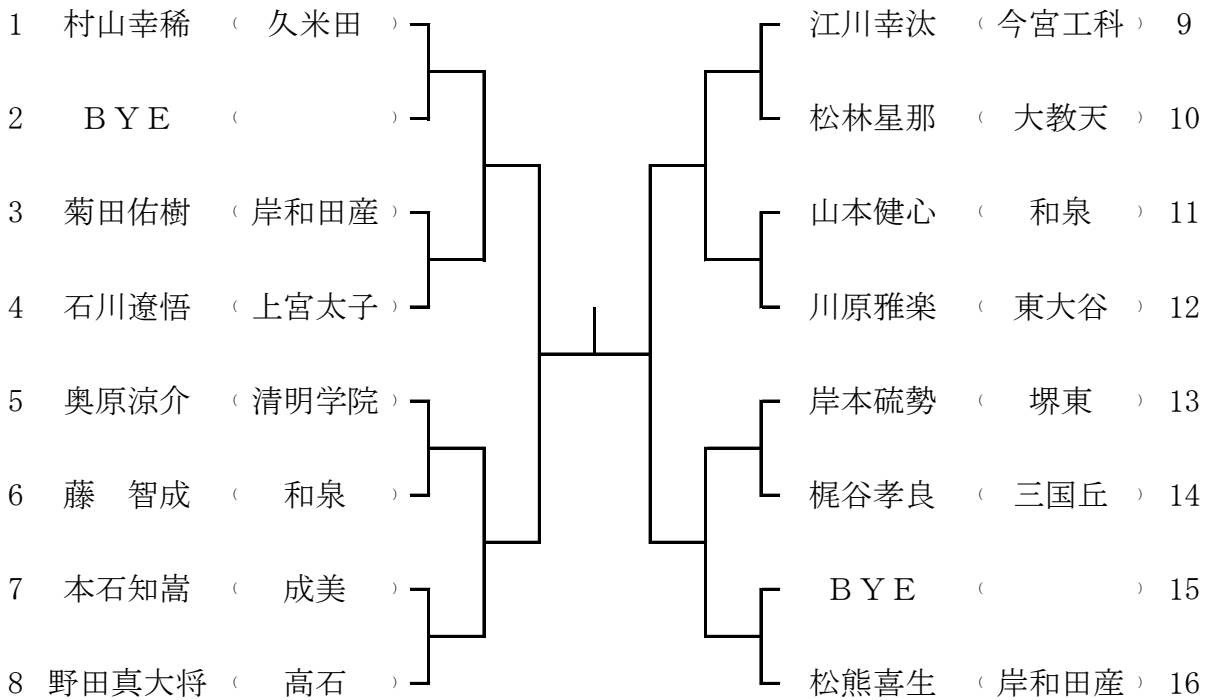 1 村山幸稀 （ 久米田 ）
2 ＢＹＥ （ ）
3 菊田佑樹 （ 岸和田産 ）
4 石川遼悟 （ 上宮太子 ）
5 奥原涼介 （ 清明学院 ）
6 藤　智成 （ 和泉 ）
7 本石知嵩 （ 成美 ）
8 野田真大将 （ 高石 ）
江川幸汰 （ 今宮工科 ） 9
松林星那 （ 大教天 ） 10
山本健心 （ 和泉 ） 11
川原雅楽 （ 東大谷 ） 12
岸本硫勢 （ 堺東 ） 13
梶谷孝良 （ 三国丘 ） 14
ＢＹＥ （ ） 15
松熊喜生 （ 岸和田産 ） 16